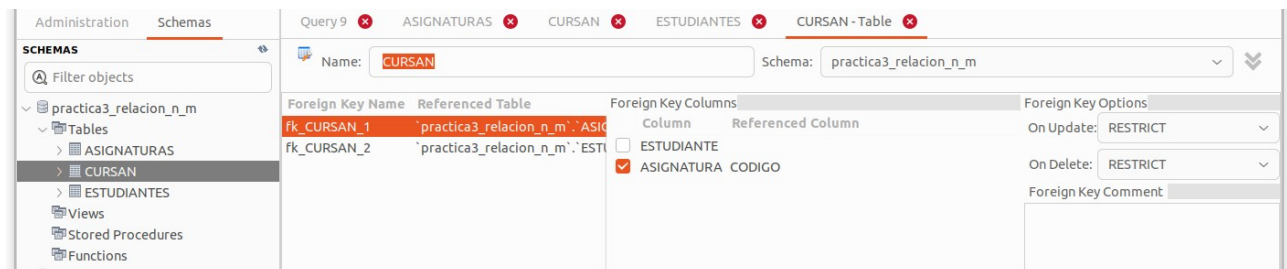 Administration Schemas
SCHEMAS
Filter objects
practica3_relacion_n_m
Tables
ASIGNATURAS
CURSAN
ESTUDIANTES
Views
Stored Procedures
Functions
Query 9 ASIGNATURAS CURSAN ESTUDIANTES CURSAN - Table
Name: CURSAN Schema: practica3_relacion_n_m
Foreign Key Name Referenced Table
fk_CURSAN_1 `practica3_relacion_n_m`.`ASIG
fk_CURSAN_2 `practica3_relacion_n_m`.`ESTU
Foreign Key Columns
Column Referenced Column
ESTUDIANTE
ASIGNATURA CODIGO
Foreign Key Options
On Update: RESTRICT
On Delete: RESTRICT
Foreign Key Comment